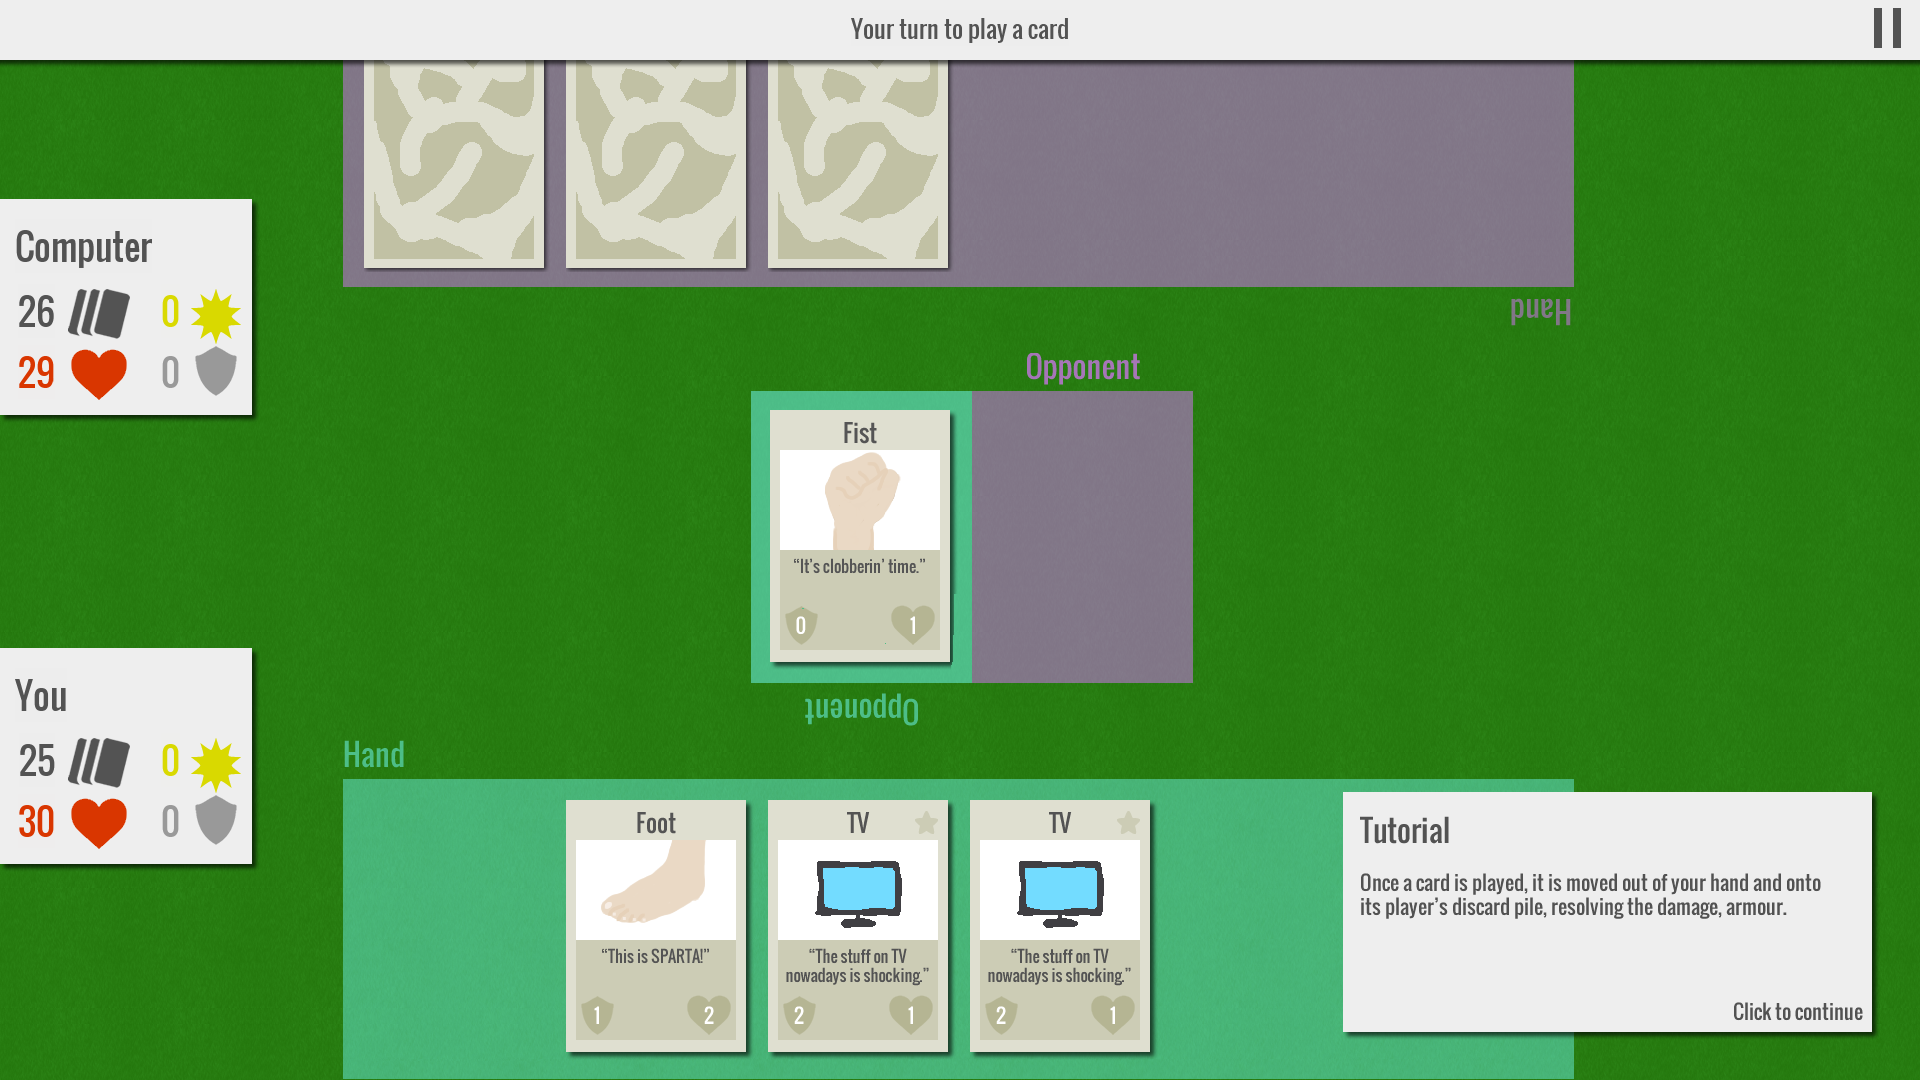 Your turn to play a card
Computer
26
0
29
0
Hand
Opponent
Fist
“It’s clobberin’ time.”
0
1
Opponent
You
25
0
30
0
Hand
Foot
“This is SPARTA!”
1
2
TV
“The stuff on TV
nowadays is shocking.”
2
1
TV
“The stuff on TV
nowadays is shocking.”
2
1
Tutorial
Once a card is played, it is moved out of your hand and onto
its player’s discard pile, resolving the damage, armour.
Click to continue